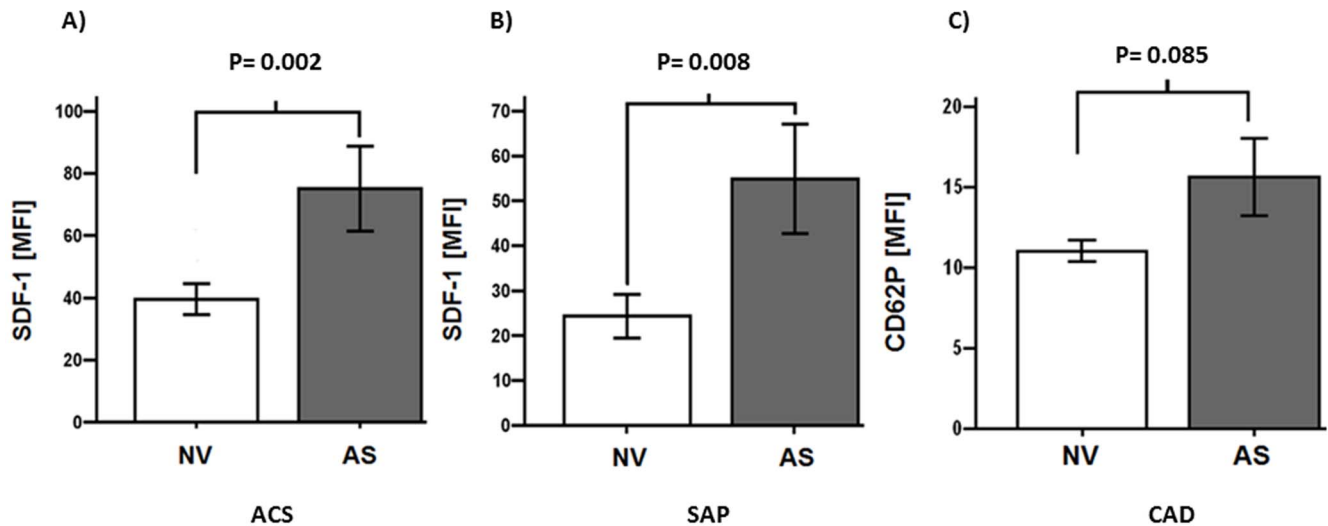 A)
P= 0.002
SDF-1 [MFI]
100
80
60
40
20
0
NV AS
ACS
B)
P= 0.008
SDF-1 [MFI]
70
60
50
40
30
20
10
0
NV AS
SAP
C)
P= 0.085
CD62P [MFI]
20
15
10
5
0
NV AS
CAD